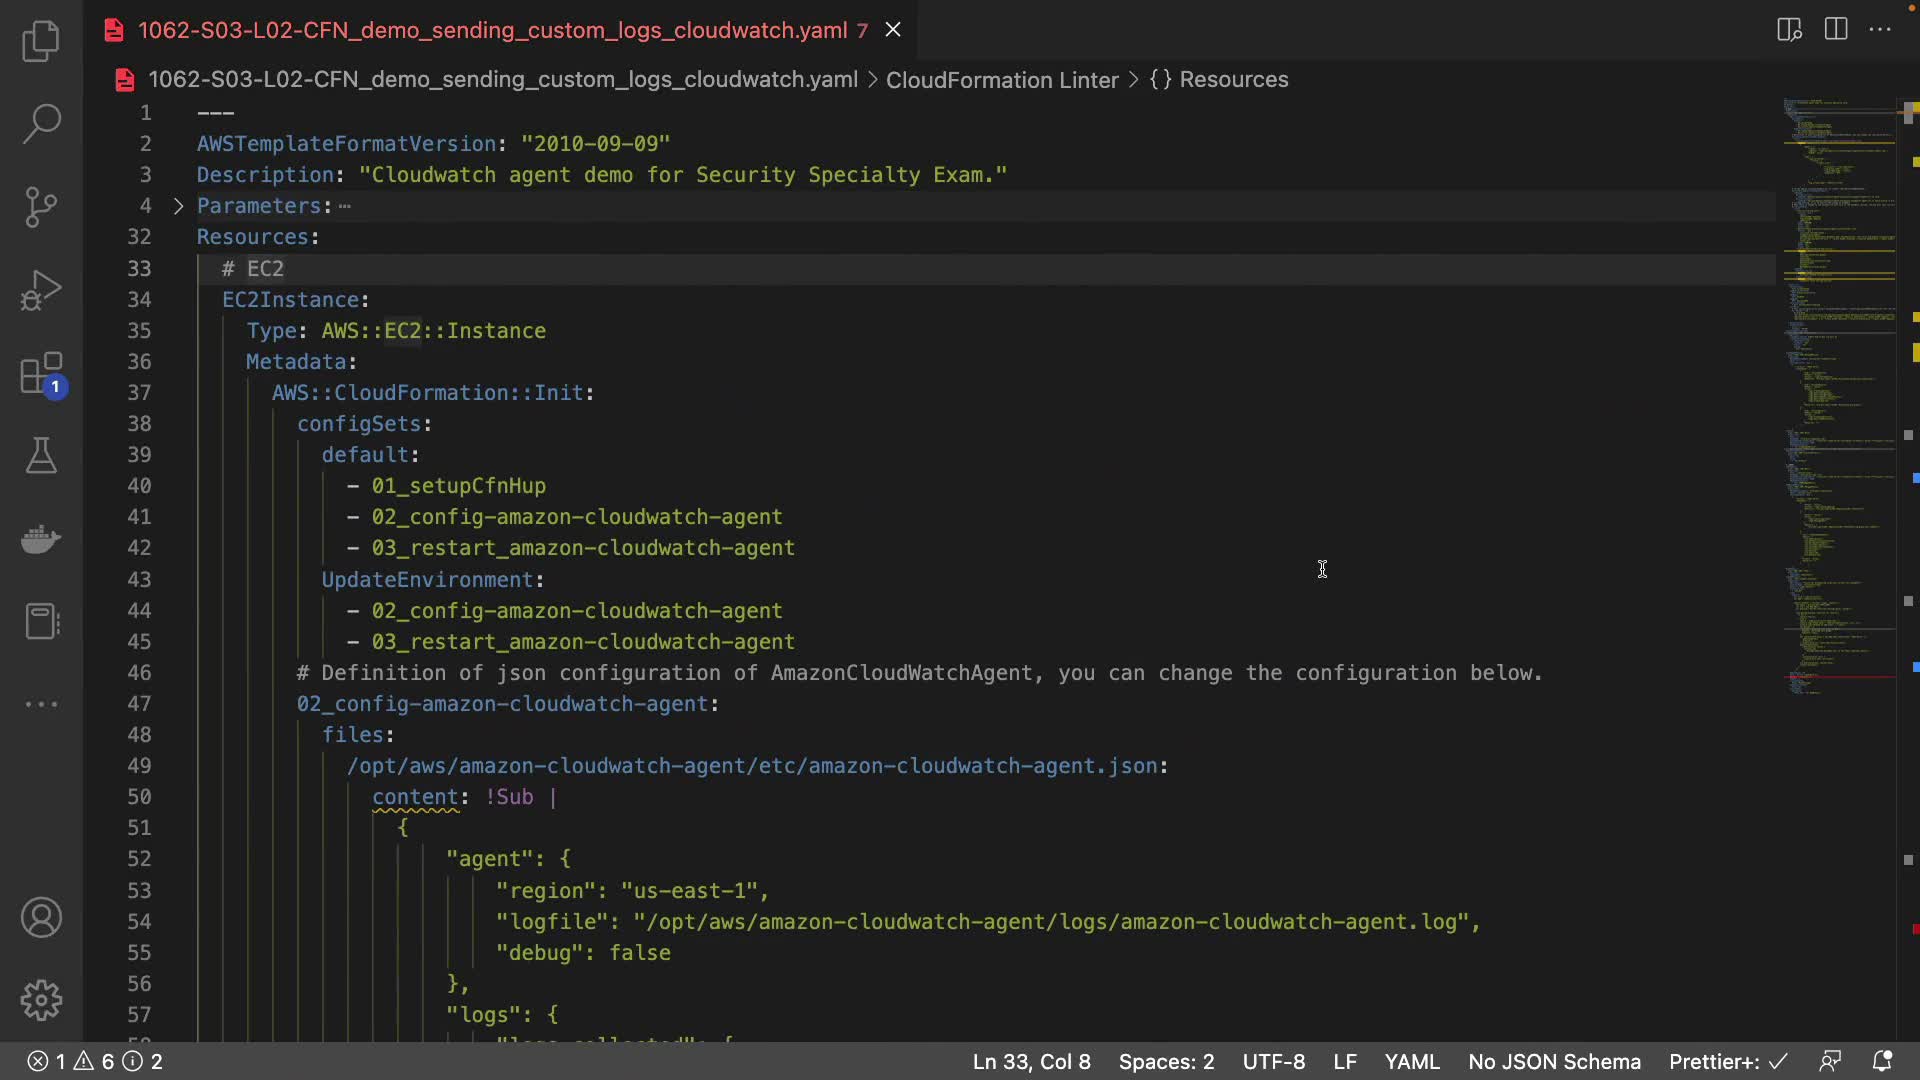 1062-S03-L02-CFN_demo_sending_custom_logs_cloudwatch.yaml 7
1062-S03-L02-CFN_demo_sending_custom_logs_cloudwatch.yaml > CloudFormation Linter > {} Resources
1 ---
2 AWSTemplateFormatVersion: "2010-09-09"
3 Description: "Cloudwatch agent demo for Security Specialty Exam."
4 > Parameters: ⋯
32 Resources:
33 # EC2
34 EC2Instance:
35 Type: AWS::EC2::Instance
36 Metadata:
37 AWS::CloudFormation::Init:
38 configSets:
39 default:
40 - 01_setupCfnHup
41 - 02_config-amazon-cloudwatch-agent
42 - 03_restart_amazon-cloudwatch-agent
43 UpdateEnvironment:
44 - 02_config-amazon-cloudwatch-agent
45 - 03_restart_amazon-cloudwatch-agent
46 # Definition of json configuration of AmazonCloudWatchAgent, you can change the configuration below.
47 02_config-amazon-cloudwatch-agent:
48 files:
49 /opt/aws/amazon-cloudwatch-agent/etc/amazon-cloudwatch-agent.json:
50 content: !Sub |
51 {
52 "agent": {
53 "region": "us-east-1",
54 "logfile": "/opt/aws/amazon-cloudwatch-agent/logs/amazon-cloudwatch-agent.log",
55 "debug": false
56 },
57 "logs": {
1
1 6 2 Ln 33, Col 8 Spaces: 2 UTF-8 LF YAML No JSON Schema Prettier+: ✓